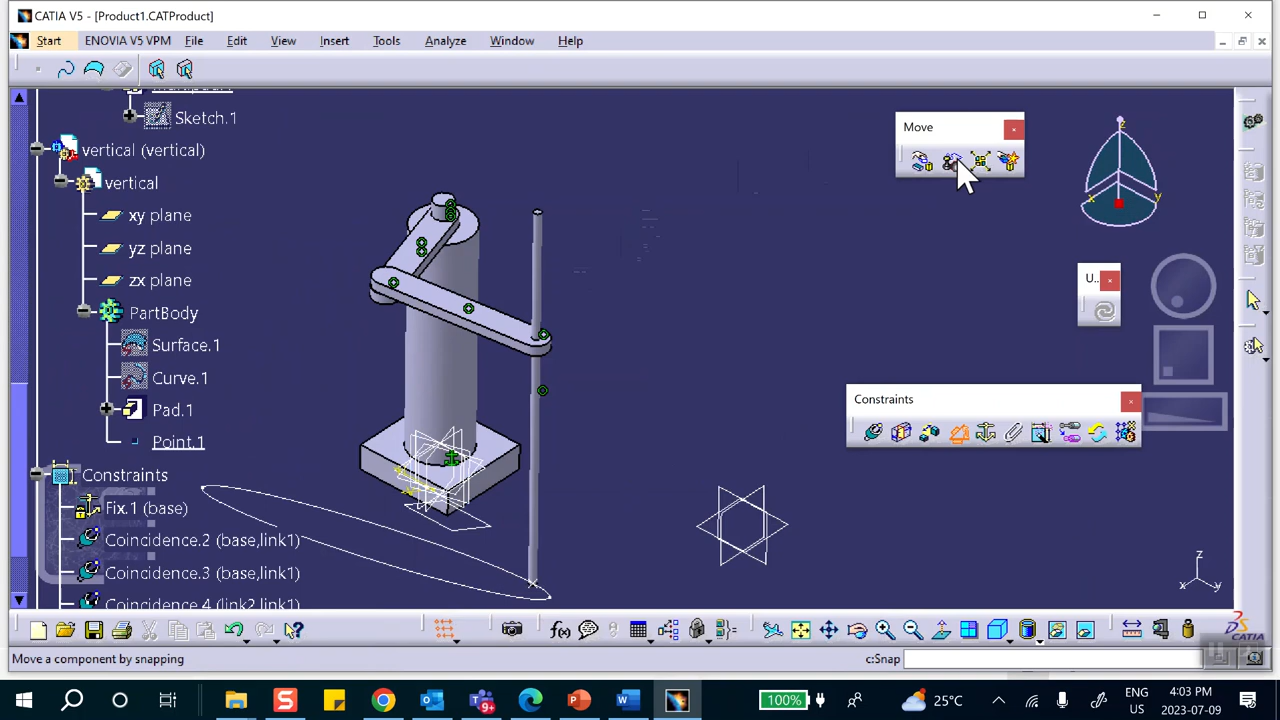 CATIA V5 - [Product1.CATProduct]
Start ENOVIA V5 VPM File Edit View Insert Tools Analyze Window Help
Sketch.1
vertical (vertical)
vertical
xy plane
yz plane
zx plane
PartBody
Surface.1
Curve.1
Pad.1
Point.1
Constraints
Fix.1 (base)
Coincidence.2 (base,link1)
Coincidence.3 (base,link1)
Coincidence.4 (link2,link1)
Move
z
x y
U..
Constraints
z
x y
f(x)
CATIA
Move a component by snapping
c:Snap
100%
25°C
ENG
US
4:03 PM
2023-07-09
9+